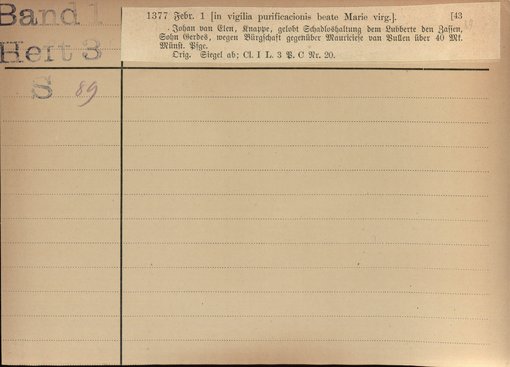 Band 1
Heft 3
S 89
1377 Febr. 1 [in vigilia purificacionis beate Marie virg.]. [43
Johan van Elen, Knappe, gelobt Schadloshaltung dem Lubberte den Zassen,
Sohn Gerdes, wegen Bürgschaft gegenüber Mauriciese van Bullen über 40 Mk.
Münst. Pfge.
Orig. Siegel ab; Cl. I L. 3 P. C Nr. 20.